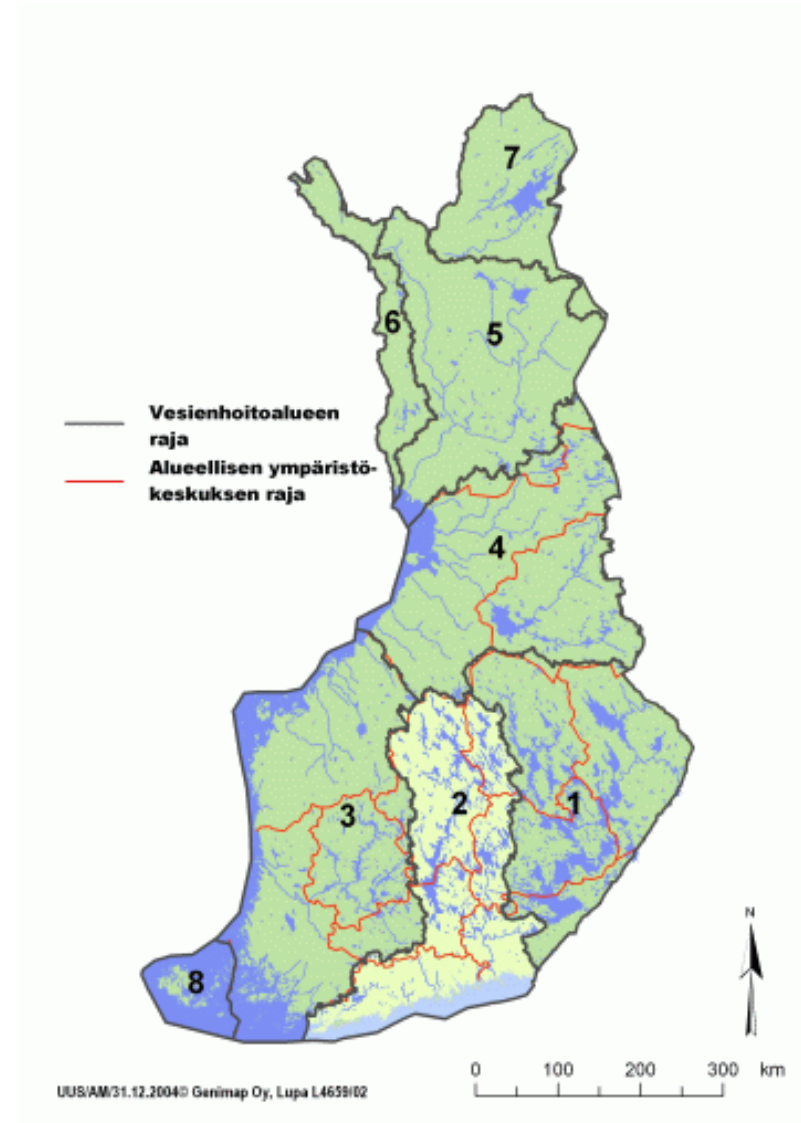 7
6
5
Vesienhoitoalueen
raja
Alueellisen ympäristö-
keskuksen raja
4
3
2
1
8
N
0 100 200 300 km
UUS/AM/31.12.2004© Genimap Oy, Lupa L4659/02